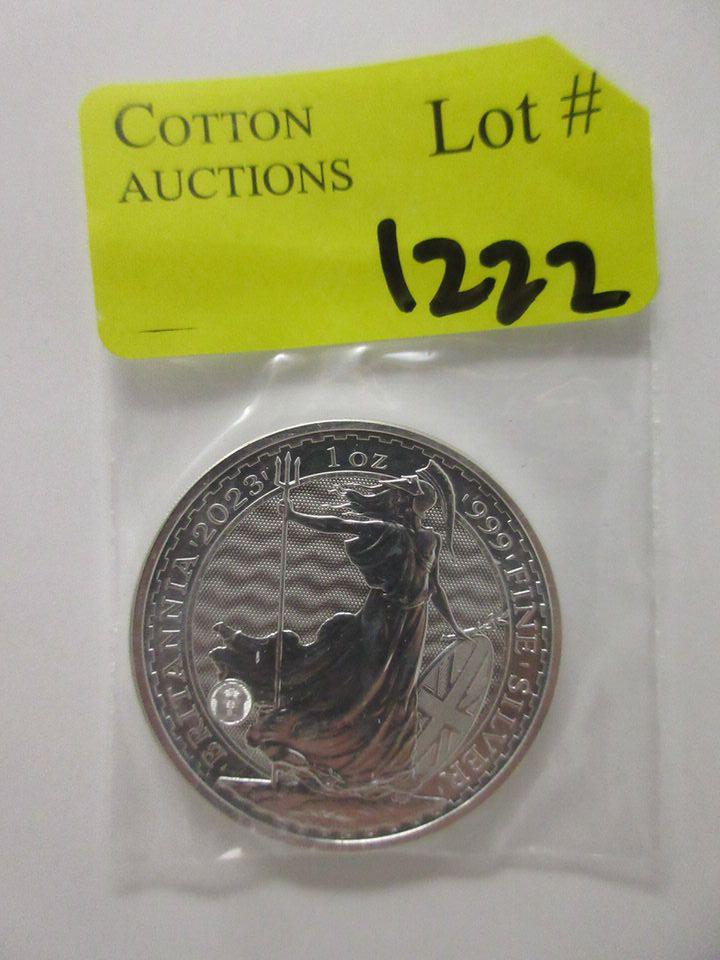 COTTON
AUCTIONS
Lot #
1222
BRITANNIA 2023 1 oz 999 · FINE · SILVER